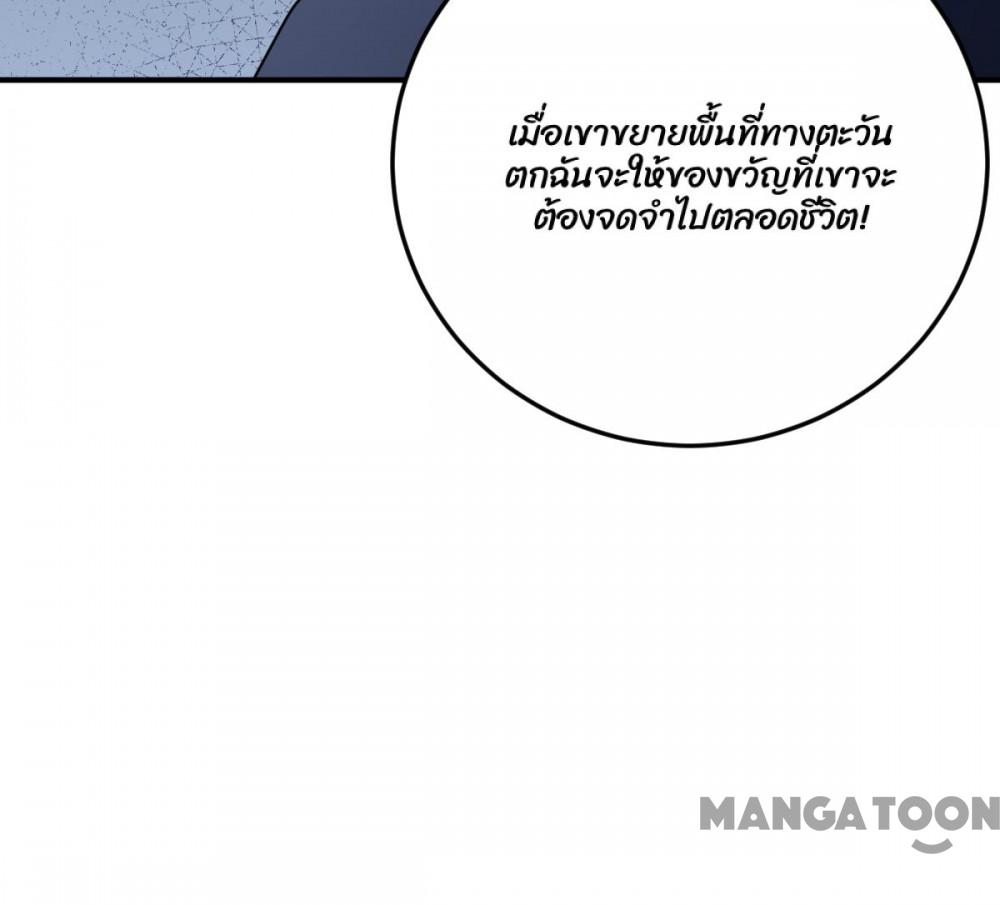 เมื่อเขาขยายพื้นที่ทางตะวัน
ตกฉันจะให้ของขวัญที่เขาจะ
ต้องจดจำไปตลอดชีวิต!
MANGATOON